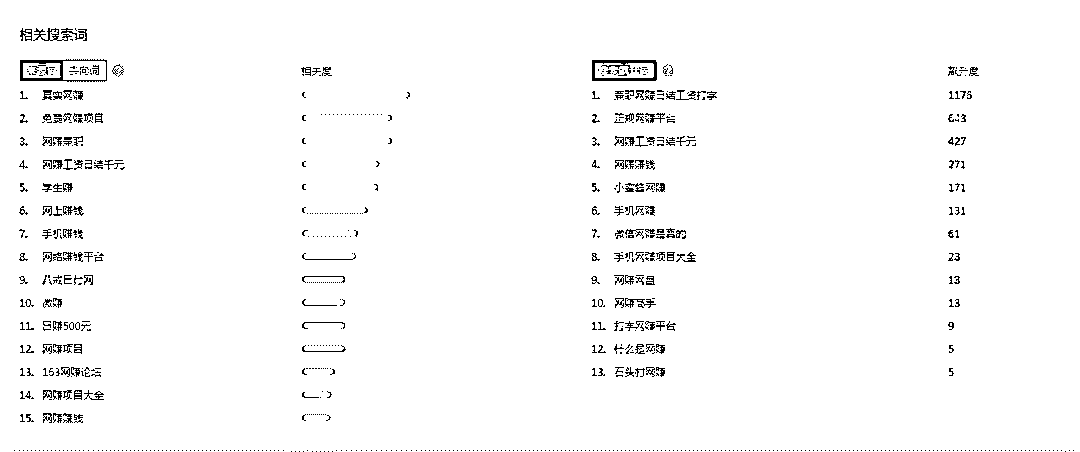 相关搜索词
去向词
相关度
1. 真实网赚
2. 免费网赚项目
3. 网赚兼职
4. 网赚工资日结千元
5. 学生赚
6. 网上赚钱
7. 手机赚钱
8. 网络赚钱平台
9.
10. 微赚
11. 日赚500元
12. 网赚项目
13. 163网赚论坛
14. 网赚项目大全
15. 网赚赚钱
飙升度
1. 兼职网赚日结工资打字 1176
2. 正规网赚平台 643
3. 网赚工资日结千元 427
4. 网赚赚钱 271
5. 小蜜蜂网赚 171
6. 手机网赚 131
7. 微信网赚是真的 61
8. 手机网赚项目大全 23
9. 网赚网盘 13
10. 网赚高手 13
11. 打字网赚平台 9
12. 什么是网赚 5
13. 石头村网赚 5